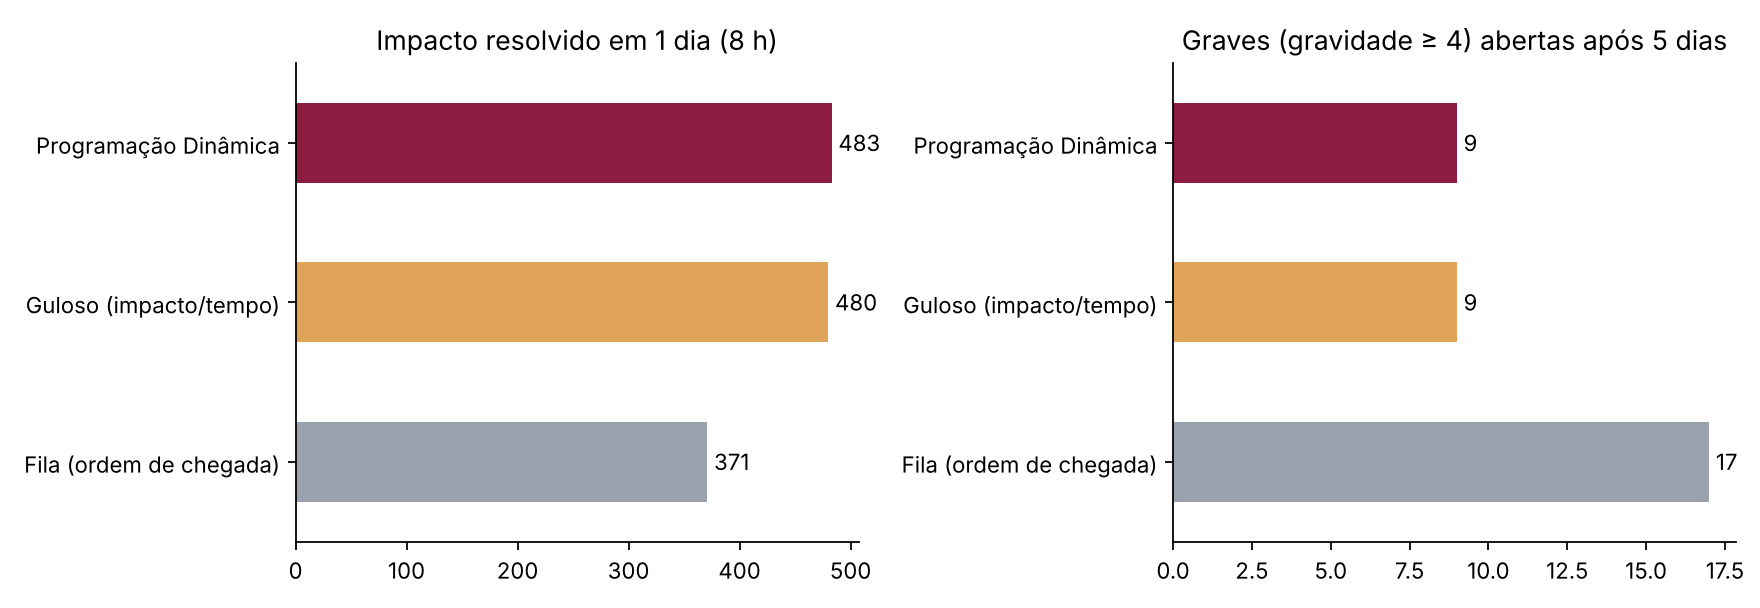 Impacto resolvido em 1 dia (8 h)
Programação Dinâmica
483
Guloso (impacto/tempo)
480
Fila (ordem de chegada)
371
0 100 200 300 400 500
Graves (gravidade ≥ 4) abertas após 5 dias
Programação Dinâmica
9
Guloso (impacto/tempo)
9
Fila (ordem de chegada)
17
0.0 2.5 5.0 7.5 10.0 12.5 15.0 17.5